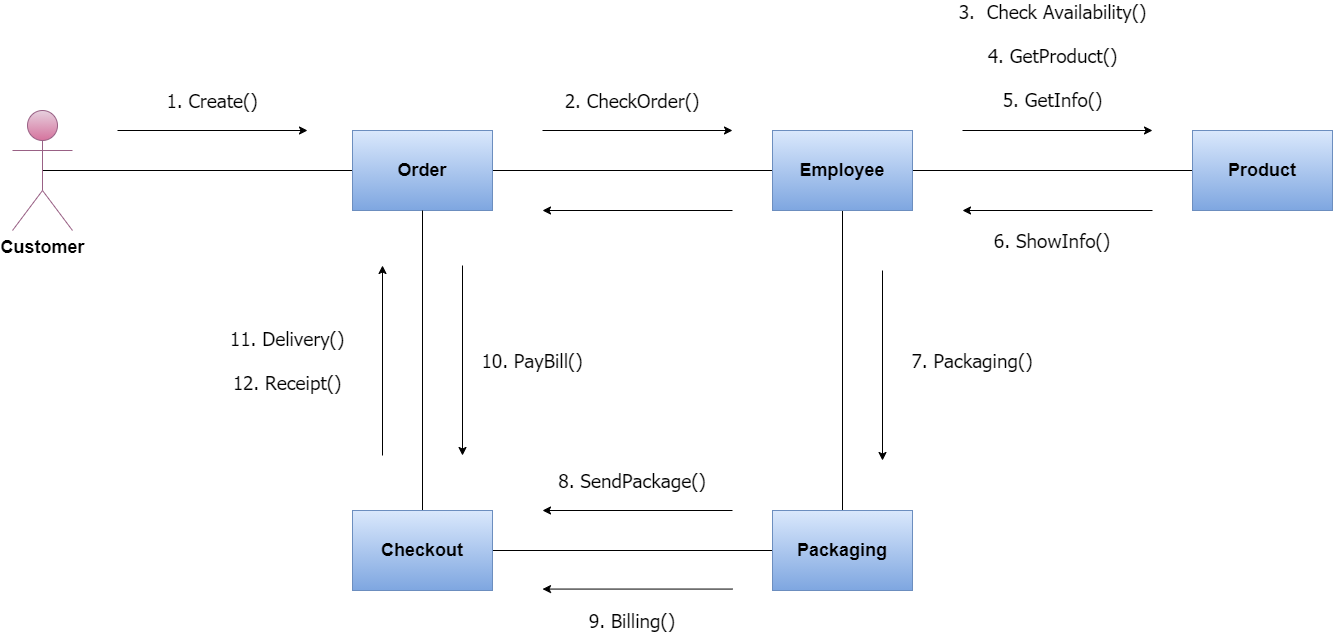 3. Check Availability()
4. GetProduct()
1. Create()
2. CheckOrder()
5. GetInfo()
Order
Employee
Product
Customer
6. ShowInfo()
11. Delivery()
10. PayBill()
7. Packaging()
12. Receipt()
8. SendPackage()
Checkout
Packaging
9. Billing()